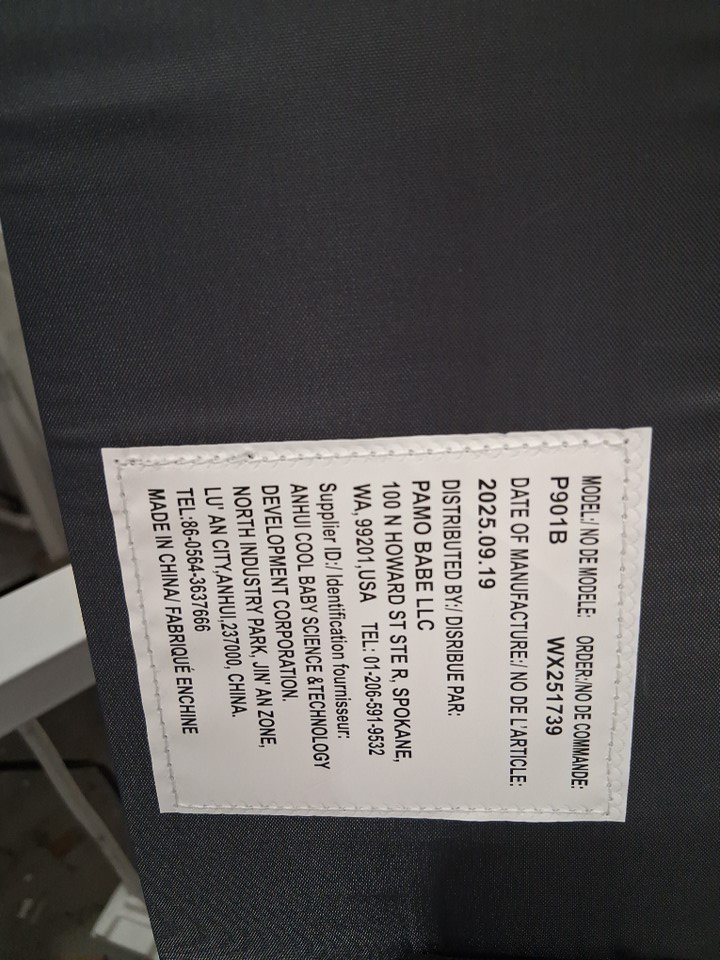 MODEL:/ NO DE MODELE: ORDER:/NO DE COMMANDE:
P901B WX251739
DATE OF MANUFACTURE:/ NO DE L'ARTICLE:
2025.09.19
DISTRIBUTED BY:/ DISRIBUE PAR:
PAMO BABE LLC
100 N HOWARD ST STE R, SPOKANE,
WA, 99201,USA TEL: 01-206-591-9532
Supplier ID:/ Identification fournisseur:
ANHUI COOL BABY SCIENCE &TECHNOLOGY
DEVELOPMENT CORPORATION.
NORTH INDUSTRY PARK, JIN' AN ZONE,
LU' AN CITY,ANHUI,237000, CHINA.
TEL:86-0564-3637666
MADE IN CHINA/ FABRIQUÉ ENCHINE